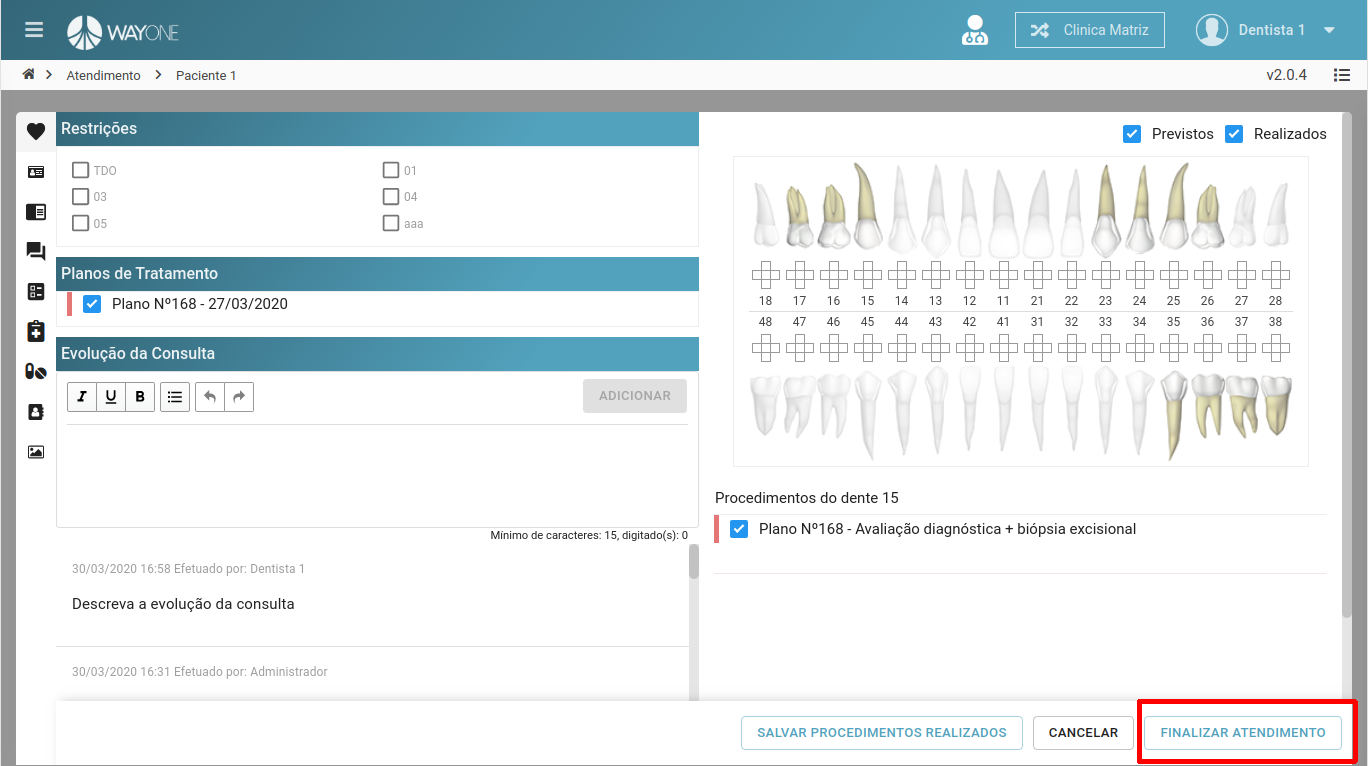 WAYONE
Clinica Matriz
Dentista 1
Atendimento
Paciente 1
v2.0.4
Restrições
TDO
01
03
04
05
aaa
Planos de Tratamento
Plano Nº168 - 27/03/2020
Evolução da Consulta
I U B
ADICIONAR
Mínimo de caracteres: 15, digitado(s): 0
30/03/2020 16:58 Efetuado por: Dentista 1
Descreva a evolução da consulta
30/03/2020 16:31 Efetuado por: Administrador
Previstos
Realizados
18 17 16 15 14 13 12 11 21 22 23 24 25 26 27 28
48 47 46 45 44 43 42 41 31 32 33 34 35 36 37 38
Procedimentos do dente 15
Plano Nº168 - Avaliação diagnóstica + biópsia excisional
SALVAR PROCEDIMENTOS REALIZADOS
CANCELAR
FINALIZAR ATENDIMENTO